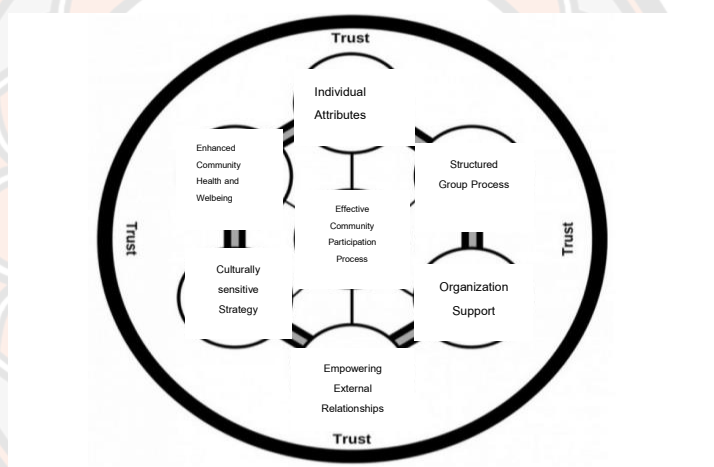 Trust
Individual
Attributes
Enhanced
Community
Health and
Welbeing
Structured
Group Process
Effective
Community
Participation
Process
Trust
Trust
Culturally
sensitive
Strategy
Organization
Support
Empowering
External
Relationships
Trust